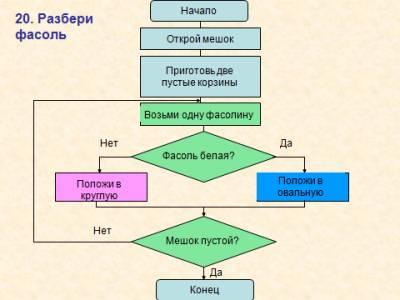 20. Разбери
фасоль
Начало
Открой мешок
Приготовь две
пустые корзины
Возьми одну фасолину
Нет
Да
Фасоль белая?
Положи в
круглую
Положи в
овальную
Нет
Мешок пустой?
Да
Конец